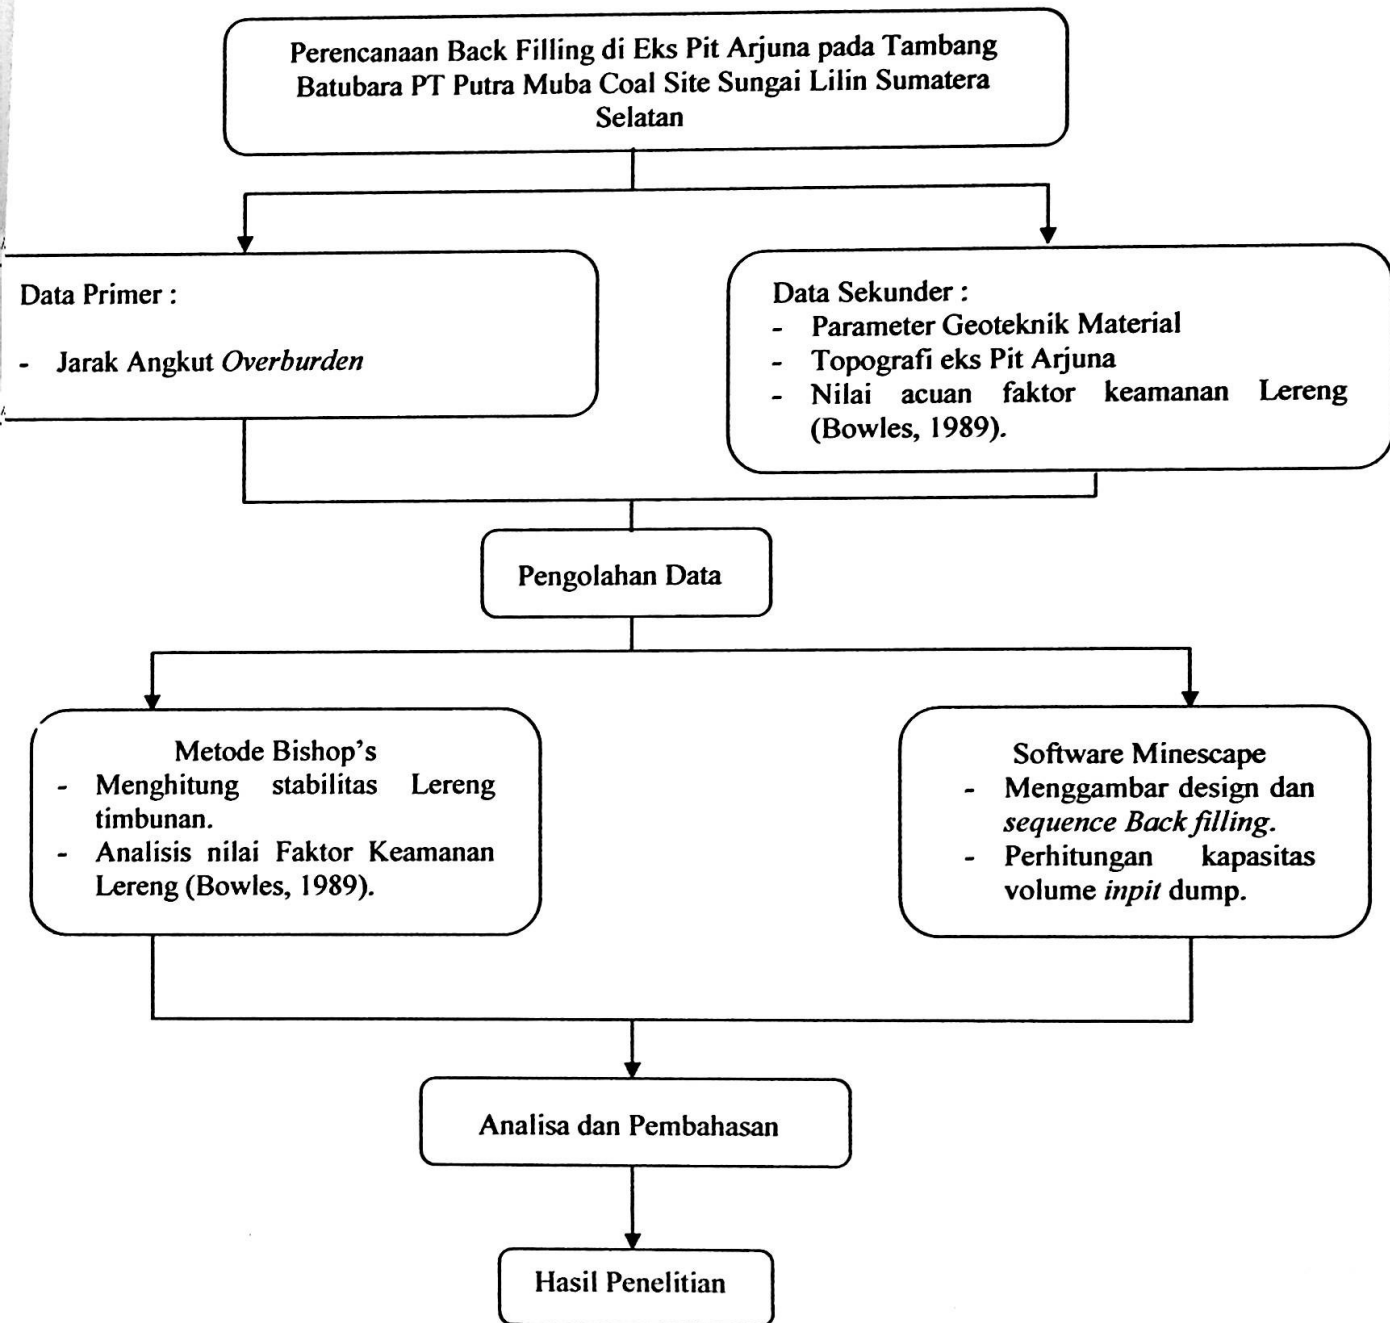 Perencanaan Back Filling di Eks Pit Arjuna pada Tambang
Batubara PT Putra Muba Coal Site Sungai Lilin Sumatera
Selatan
Data Primer :
- Jarak Angkut Overburden
Data Sekunder :
- Parameter Geoteknik Material
- Topografi eks Pit Arjuna
- Nilai acuan faktor keamanan Lereng
(Bowles, 1989).
Pengolahan Data
Metode Bishop's
- Menghitung stabilitas Lereng
timbunan.
- Analisis nilai Faktor Keamanan
Lereng (Bowles, 1989).
Software Minescape
- Menggambar design dan
sequence Back filling.
- Perhitungan kapasitas
volume inpit dump.
Analisa dan Pembahasan
Hasil Penelitian